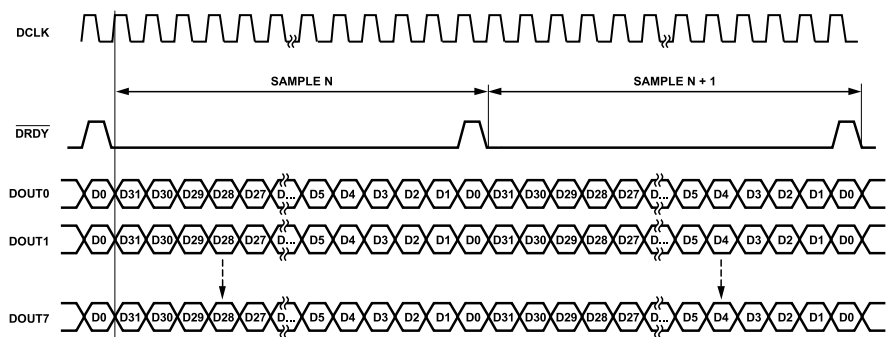 DCLK
SAMPLE N SAMPLE N + 1
DRDY
DOUT0 D0 D31 D30 D29 D28 D27 D... D5 D4 D3 D2 D1 D0 D31 D30 D29 D28 D27 D... D5 D4 D3 D2 D1 D0
DOUT1 D0 D31 D30 D29 D28 D27 D... D5 D4 D3 D2 D1 D0 D31 D30 D29 D28 D27 D... D5 D4 D3 D2 D1 D0
DOUT7 D0 D31 D30 D29 D28 D27 D... D5 D4 D3 D2 D1 D0 D31 D30 D29 D28 D27 D... D5 D4 D3 D2 D1 D0